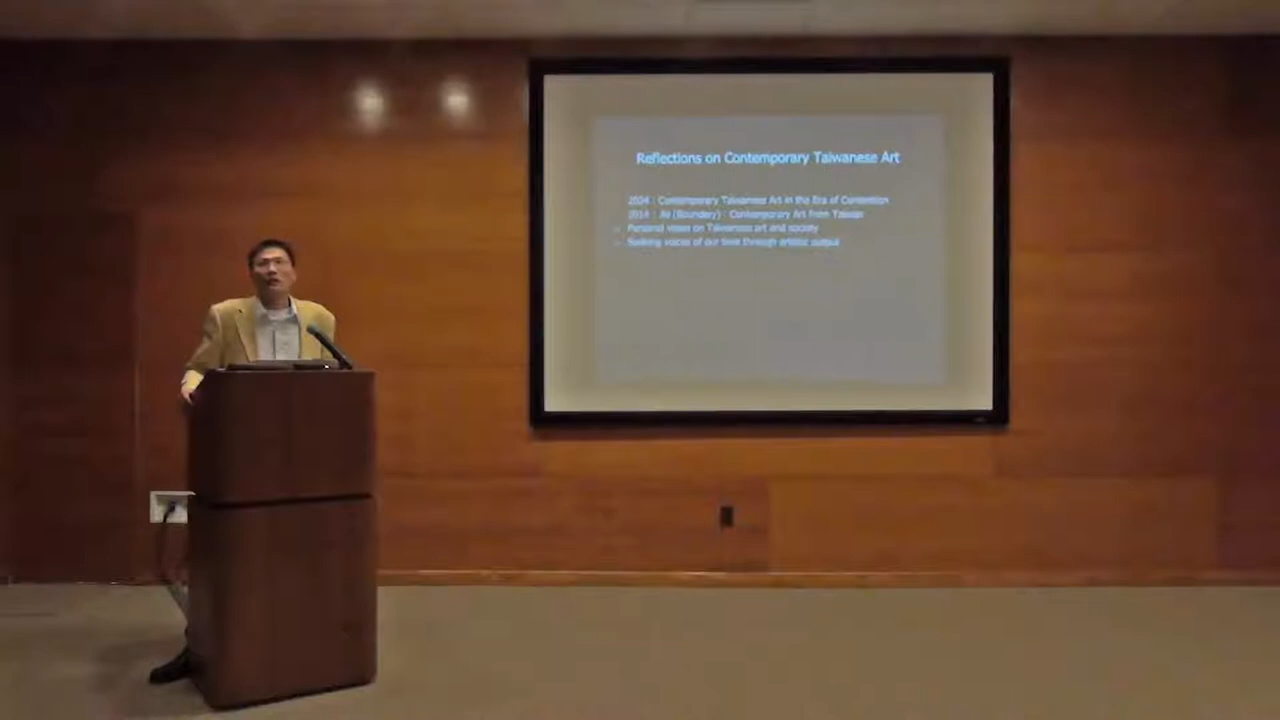 Reflections on Contemporary Taiwanese Art
2004 : Contemporary Taiwanese Art in the Era of Contention
2014 : (Boundary) : Contemporary Art from Taiwan
Personal views on Taiwanese art and society
Seeking voices of our time through artistic output